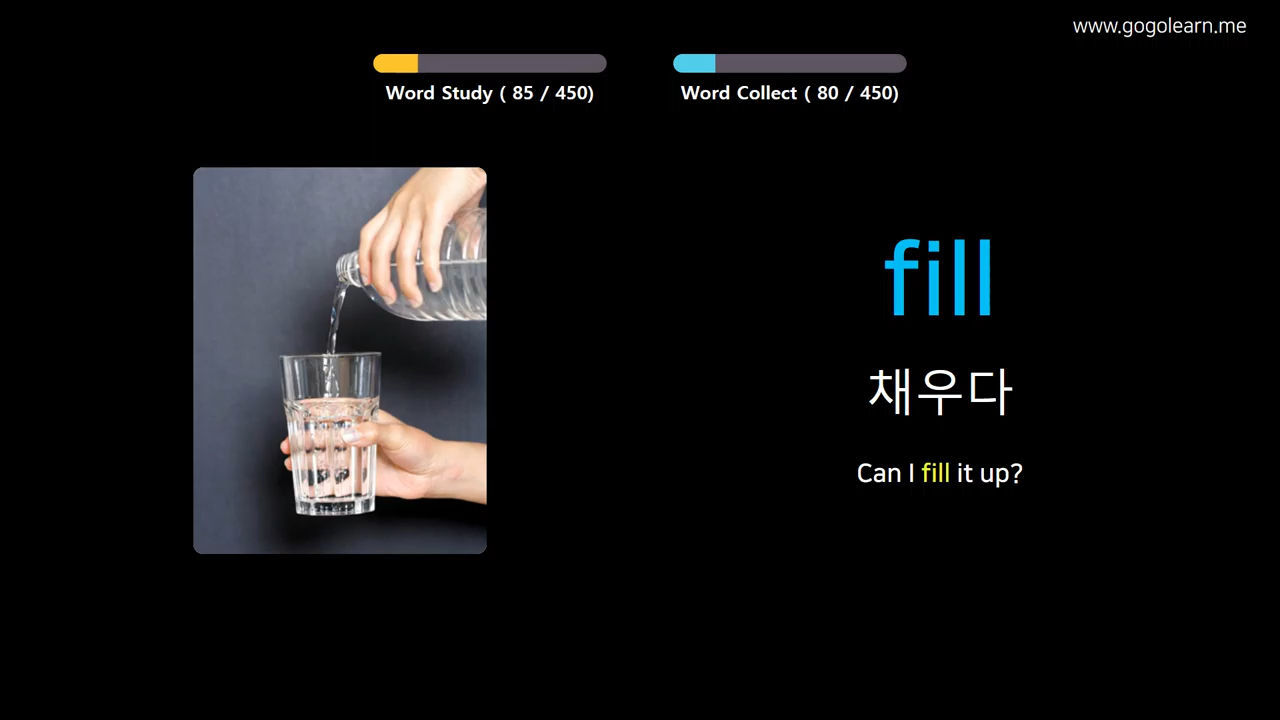 www.gogolearn.me
Word Study ( 85 / 450)
Word Collect ( 80 / 450)
fill
채우다
Can I fill it up?